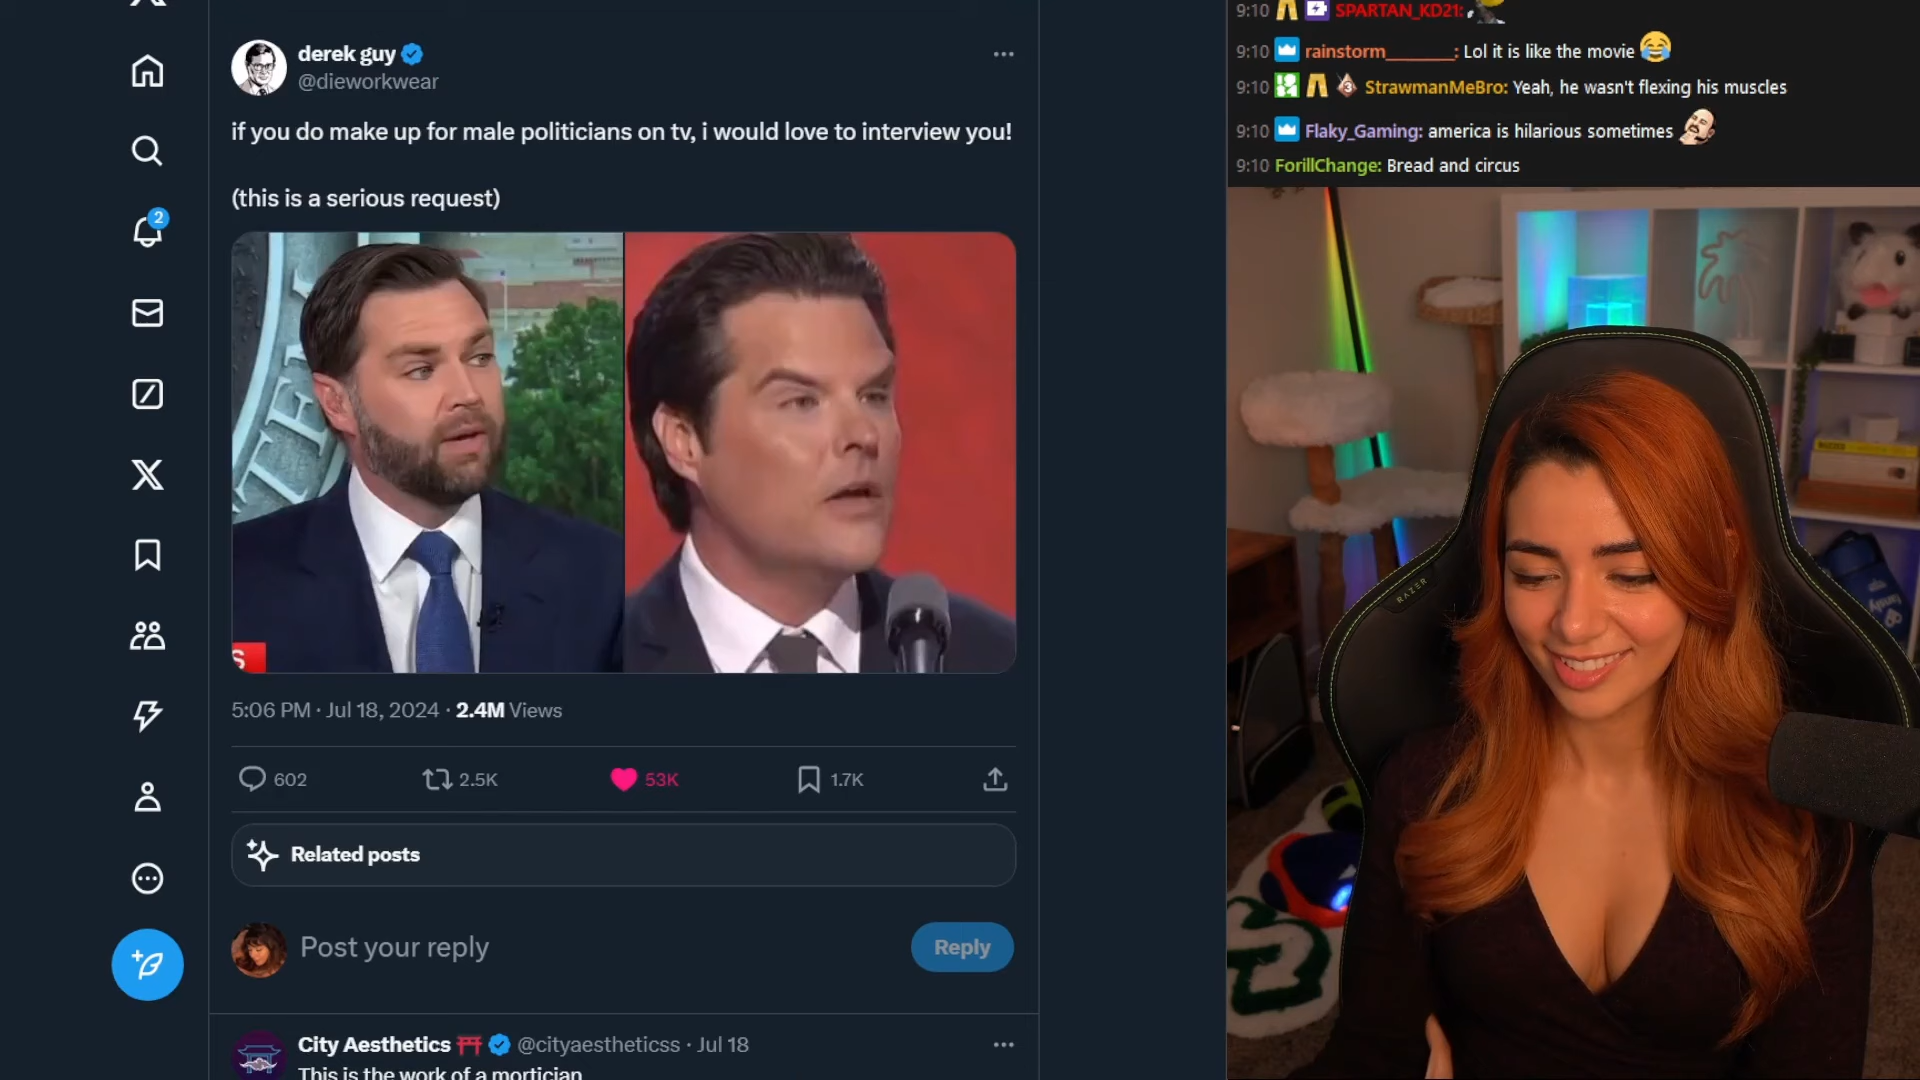 derek guy
@dieworkwear
if you do make up for male politicians on tv, i would love to interview you!
(this is a serious request)
S
5:06 PM · Jul 18, 2024 · 2.4M Views
602 2.5K 53K 1.7K
Related posts
Post your reply
Reply
City Aesthetics @cityaestheticss · Jul 18
This is the work of a mortician
2
9:10 SPARTAN_KD21:
9:10 rainstorm_______: Lol it is like the movie 😂
9:10 StrawmanMeBro: Yeah, he wasn't flexing his muscles
9:10 Flaky_Gaming: america is hilarious sometimes
9:10 ForillChange: Bread and circus
RAZER
family